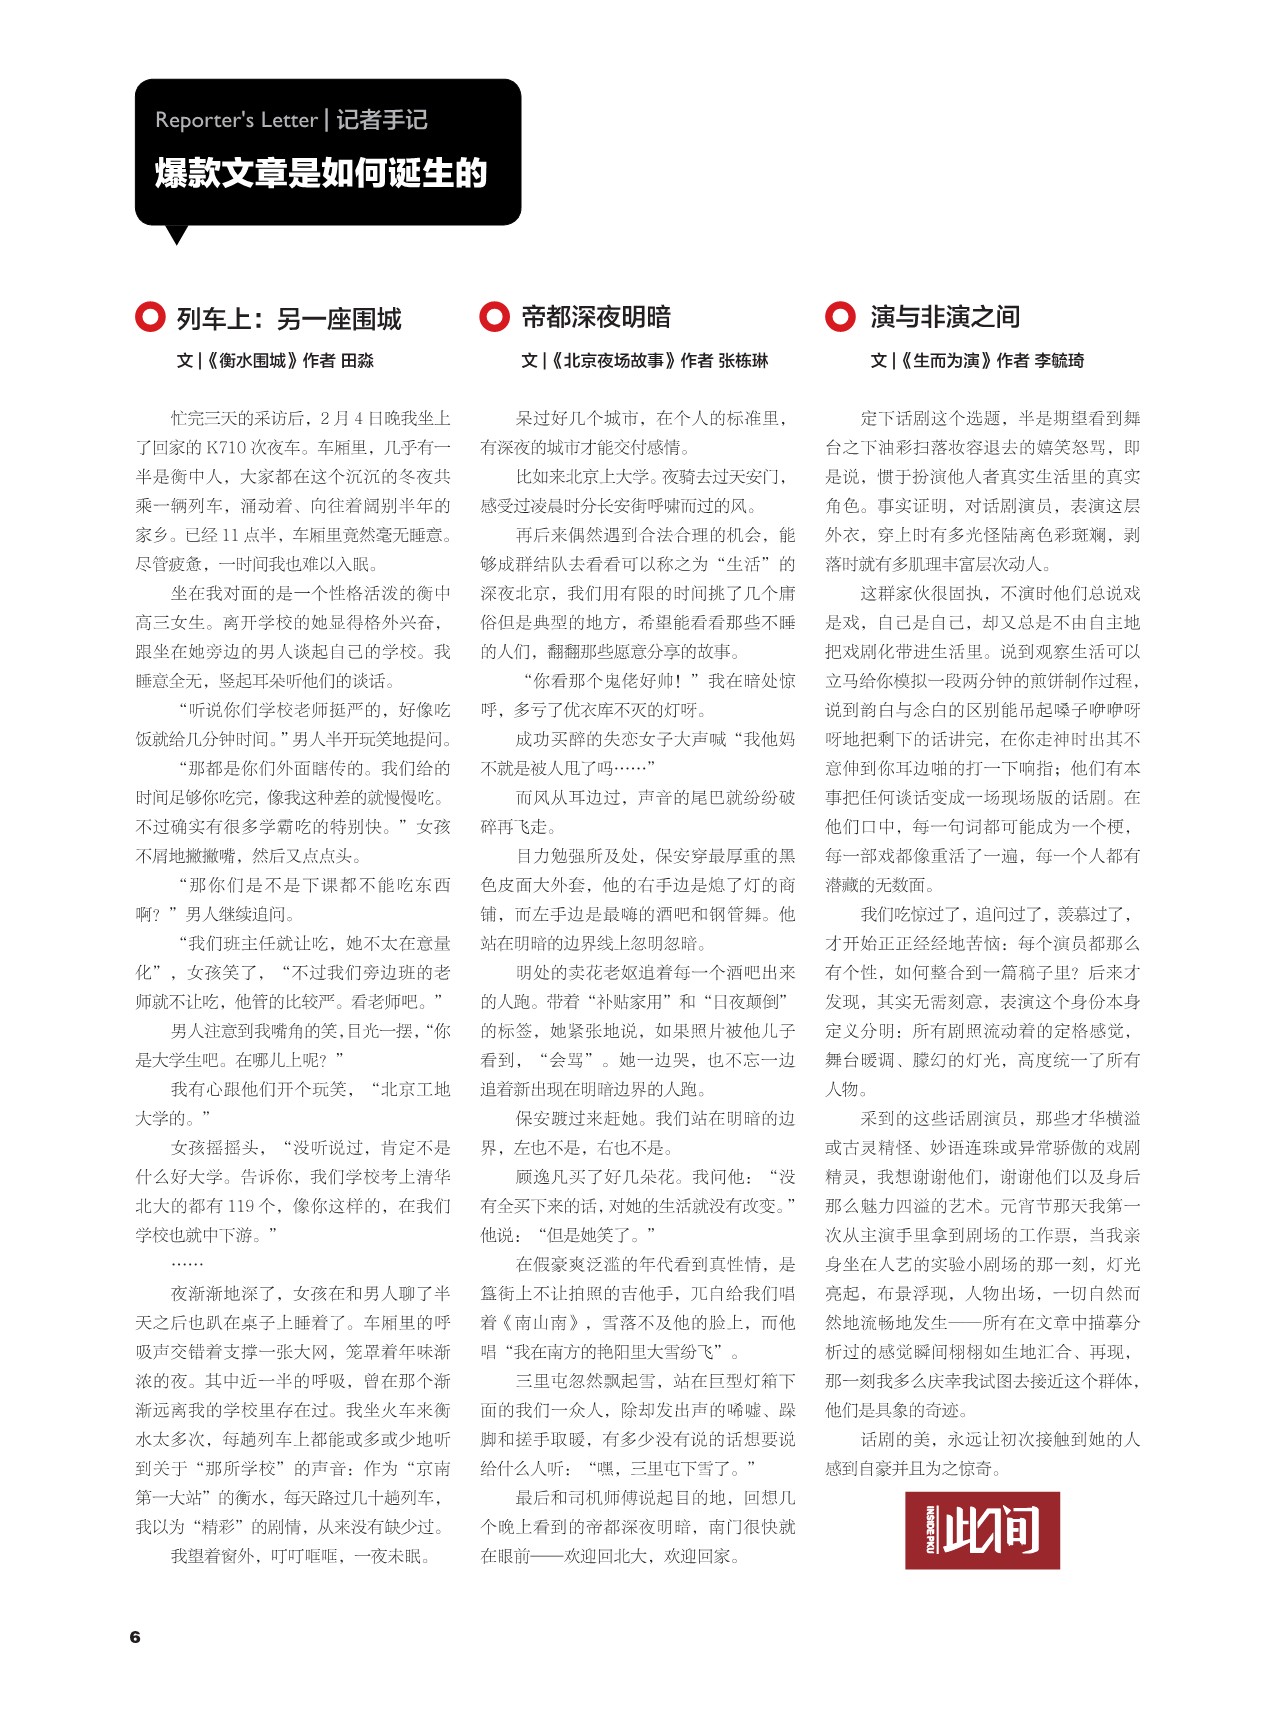 Reporter's Letter | 记者手记
爆款文章是如何诞生的
列车上：另一座围城
文 |《衡水围城》作者 田淼
忙完三天的采访后，2 月 4 日晚我坐上
了回家的 K710 次夜车。车厢里，几乎有一
半是衡中人，大家都在这个沉沉的冬夜共
乘一辆列车，涌动着、向往着阔别半年的
家乡。已经 11 点半，车厢里竟然毫无睡意。
尽管疲惫，一时间我也难以入眠。
坐在我对面的是一个性格活泼的衡中
高三女生。离开学校的她显得格外兴奋，
跟坐在她旁边的男人谈起自己的学校。我
睡意全无，竖起耳朵听他们的谈话。
“听说你们学校老师挺严的，好像吃
饭就给几分钟时间。”男人半开玩笑地提问。
“那都是你们外面瞎传的。我们给的
时间足够你吃完，像我这种差的就慢慢吃。
不过确实有很多学霸吃的特别快。”女孩
不屑地撇撇嘴，然后又点点头。
“那你们是不是下课都不能吃东西
啊？”男人继续追问。
“我们班主任就让吃，她不太在意量
化”，女孩笑了，“不过我们旁边班的老
师就不让吃，他管的比较严。看老师吧。”
男人注意到我嘴角的笑，目光一摆，“你
是大学生吧。在哪儿上呢？”
我有心跟他们开个玩笑，“北京工地
大学的。”
女孩摇摇头，“没听说过，肯定不是
什么好大学。告诉你，我们学校考上清华
北大的都有 119 个，像你这样的，在我们
学校也就中下游。”
……
夜渐渐地深了，女孩在和男人聊了半
天之后也趴在桌子上睡着了。车厢里的呼
吸声交错着支撑一张大网，笼罩着年味渐
浓的夜。其中近一半的呼吸，曾在那个渐
渐远离我的学校里存在过。我坐火车来衡
水太多次，每趟列车上都能或多或少地听
到关于“那所学校”的声音：作为“京南
第一大站”的衡水，每天路过几十趟列车，
我以为“精彩”的剧情，从来没有缺少过。
我望着窗外，叮叮哐哐，一夜未眠。
帝都深夜明暗
文 |《北京夜场故事》作者 张栋琳
呆过好几个城市，在个人的标准里，
有深夜的城市才能交付感情。
比如来北京上大学。夜骑去过天安门，
感受过凌晨时分长安街呼啸而过的风。
再后来偶然遇到合法合理的机会，能
够成群结队去看看可以称之为“生活”的
深夜北京，我们用有限的时间挑了几个庸
俗但是典型的地方，希望能看看那些不睡
的人们，翻翻那些愿意分享的故事。
“你看那个鬼佬好帅！”我在暗处惊
呼，多亏了优衣库不灭的灯呀。
成功买醉的失恋女子大声喊“我他妈
不就是被人甩了吗……”
而风从耳边过，声音的尾巴就纷纷破
碎再飞走。
目力勉强所及处，保安穿最厚重的黑
色皮面大外套，他的右手边是熄了灯的商
铺，而左手边是最嗨的酒吧和钢管舞。他
站在明暗的边界线上忽明忽暗。
明处的卖花老妪追着每一个酒吧出来
的人跑。带着“补贴家用”和“日夜颠倒”
的标签，她紧张地说，如果照片被他儿子
看到，“会骂”。她一边哭，也不忘一边
追着新出现在明暗边界的人跑。
保安踱过来赶她。我们站在明暗的边
界，左也不是，右也不是。
顾逸凡买了好几朵花。我问他：“没
有全买下来的话，对她的生活就没有改变。”
他说：“但是她笑了。”
在假豪爽泛滥的年代看到真性情，是
簋街上不让拍照的吉他手，兀自给我们唱
着《南山南》，雪落不及他的脸上，而他
唱“我在南方的艳阳里大雪纷飞”。
三里屯忽然飘起雪，站在巨型灯箱下
面的我们一众人，除却发出声的唏嘘、跺
脚和搓手取暖，有多少没有说的话想要说
给什么人听：“嘿，三里屯下雪了。”
最后和司机师傅说起目的地，回想几
个晚上看到的帝都深夜明暗，南门很快就
在眼前——欢迎回北大，欢迎回家。
演与非演之间
文 |《生而为演》作者 李毓琦
定下话剧这个选题，半是期望看到舞
台之下油彩扫落妆容退去的嬉笑怒骂，即
是说，惯于扮演他人者真实生活里的真实
角色。事实证明，对话剧演员，表演这层
外衣，穿上时有多光怪陆离色彩斑斓，剥
落时就有多肌理丰富层次动人。
这群家伙很固执，不演时他们总说戏
是戏，自己是自己，却又总是不由自主地
把戏剧化带进生活里。说到观察生活可以
立马给你模拟一段两分钟的煎饼制作过程，
说到韵白与念白的区别能吊起嗓子咿咿呀
呀地把剩下的话讲完，在你走神时出其不
意伸到你耳边啪的打一下响指；他们有本
事把任何谈话变成一场现场版的话剧。在
他们口中，每一句词都可能成为一个梗，
每一部戏都像重活了一遍，每一个人都有
潜藏的无数面。
我们吃惊过了，追问过了，羡慕过了，
才开始正正经经地苦恼：每个演员都那么
有个性，如何整合到一篇稿子里？后来才
发现，其实无需刻意，表演这个身份本身
定义分明：所有剧照流动着的定格感觉，
舞台暖调、朦幻的灯光，高度统一了所有
人物。
采到的这些话剧演员，那些才华横溢
或古灵精怪、妙语连珠或异常骄傲的戏剧
精灵，我想谢谢他们，谢谢他们以及身后
那么魅力四溢的艺术。元宵节那天我第一
次从主演手里拿到剧场的工作票，当我亲
身坐在人艺的实验小剧场的那一刻，灯光
亮起，布景浮现，人物出场，一切自然而
然地流畅地发生——所有在文章中描摹分
析过的感觉瞬间栩栩如生地汇合、再现，
那一刻我多么庆幸我试图去接近这个群体，
他们是具象的奇迹。
话剧的美，永远让初次接触到她的人
感到自豪并且为之惊奇。
INSIDE PKU
此间
6